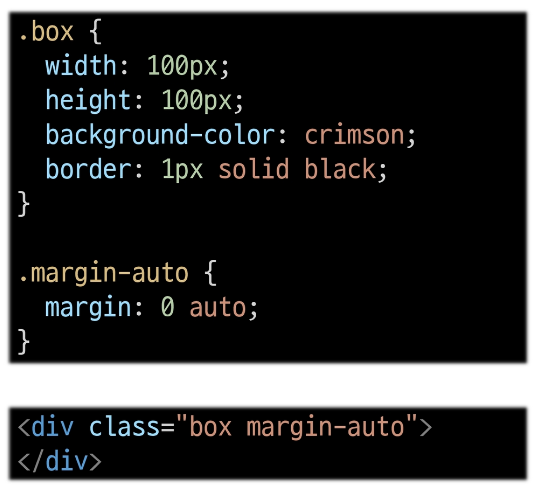 .box {
  width: 100px;
  height: 100px;
  background-color: crimson;
  border: 1px solid black;
}

.margin-auto {
  margin: 0 auto;
}

<div class="box margin-auto">
</div>